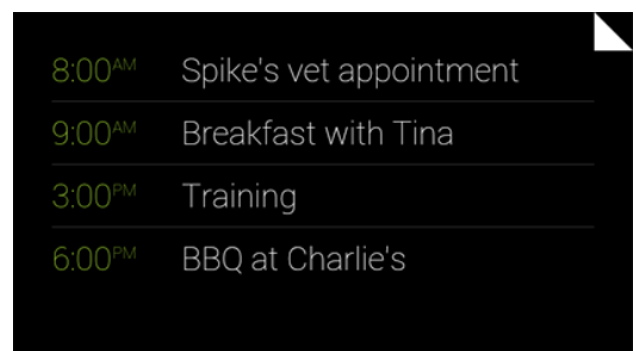 8:00AM Spike's vet appointment
9:00AM Breakfast with Tina
3:00PM Training
6:00PM BBQ at Charlie's